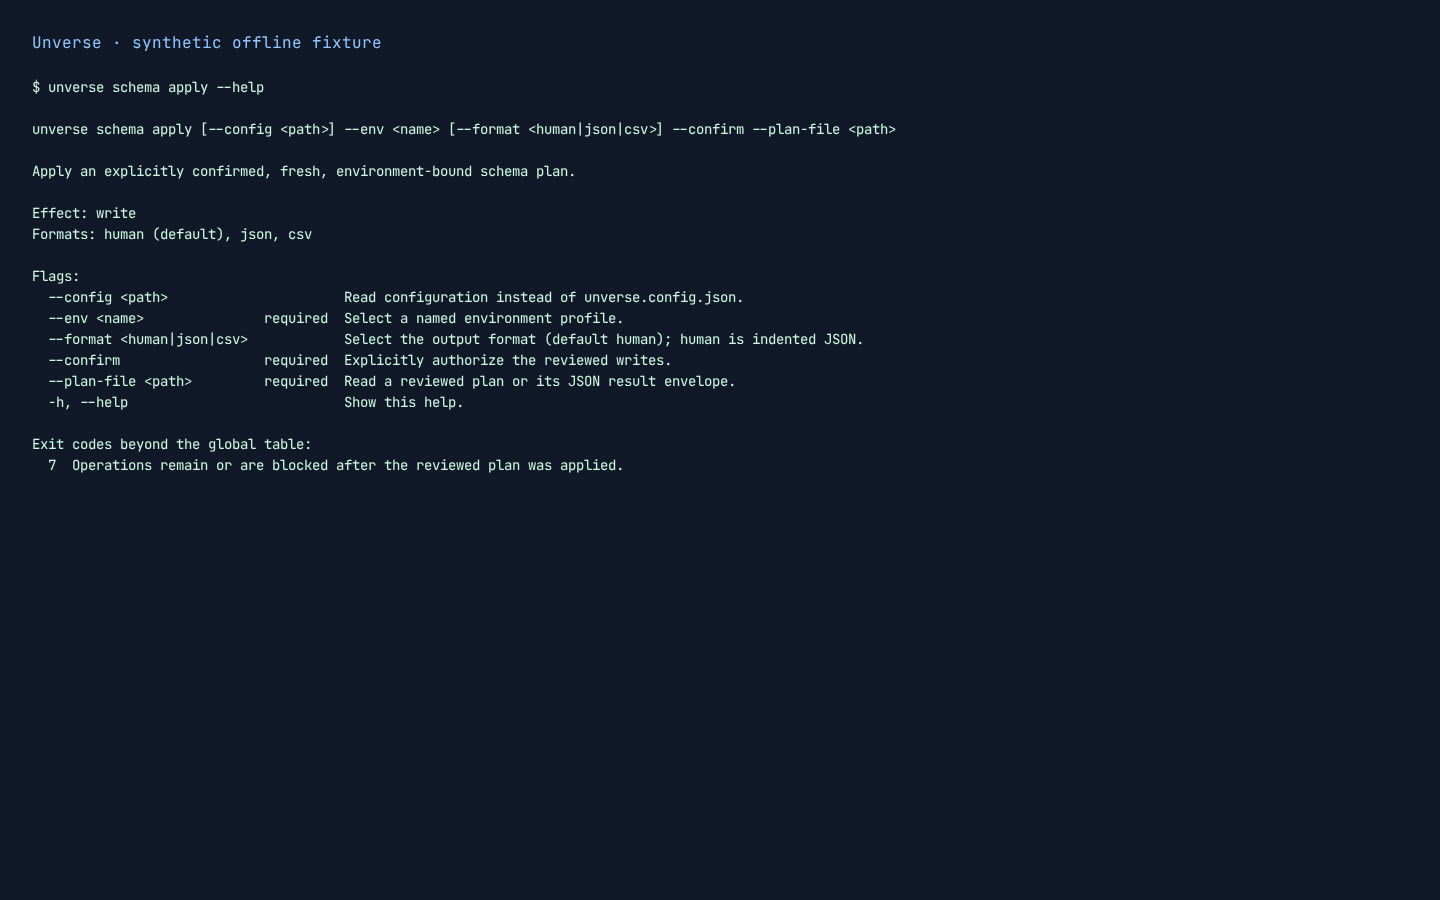 Unverse · synthetic offline fixture
$ unverse schema apply --help
unverse schema apply [--config <path>] --env <name> [--format <human|json|csv>] --confirm --plan-file <path>
Apply an explicitly confirmed, fresh, environment-bound schema plan.
Effect: write
Formats: human (default), json, csv
Flags:
--config <path> Read configuration instead of unverse.config.json.
--env <name> required Select a named environment profile.
--format <human|json|csv> Select the output format (default human); human is indented JSON.
--confirm required Explicitly authorize the reviewed writes.
--plan-file <path> required Read a reviewed plan or its JSON result envelope.
-h, --help Show this help.
Exit codes beyond the global table:
7 Operations remain or are blocked after the reviewed plan was applied.